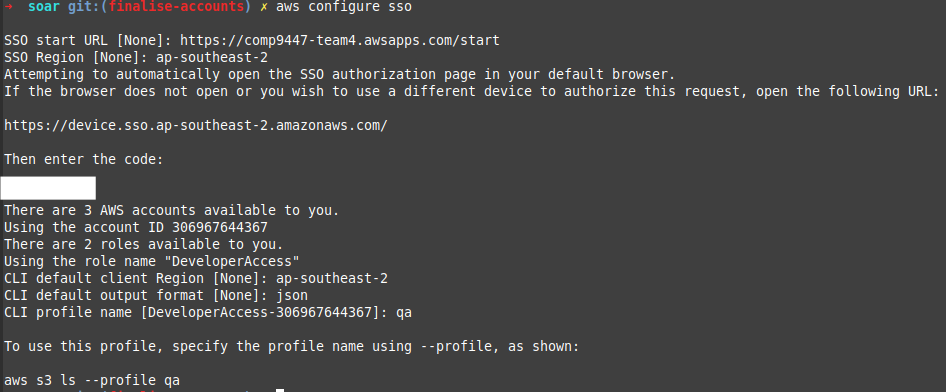 → soar git:(finalise-accounts) ✗ aws configure sso
SSO start URL [None]: https://comp9447-team4.awsapps.com/start
SSO Region [None]: ap-southeast-2
Attempting to automatically open the SSO authorization page in your default browser.
If the browser does not open or you wish to use a different device to authorize this request, open the following URL:
https://device.sso.ap-southeast-2.amazonaws.com/
Then enter the code:
There are 3 AWS accounts available to you.
Using the account ID 306967644367
There are 2 roles available to you.
Using the role name "DeveloperAccess"
CLI default client Region [None]: ap-southeast-2
CLI default output format [None]: json
CLI profile name [DeveloperAccess-306967644367]: qa
To use this profile, specify the profile name using --profile, as shown:
aws s3 ls --profile qa